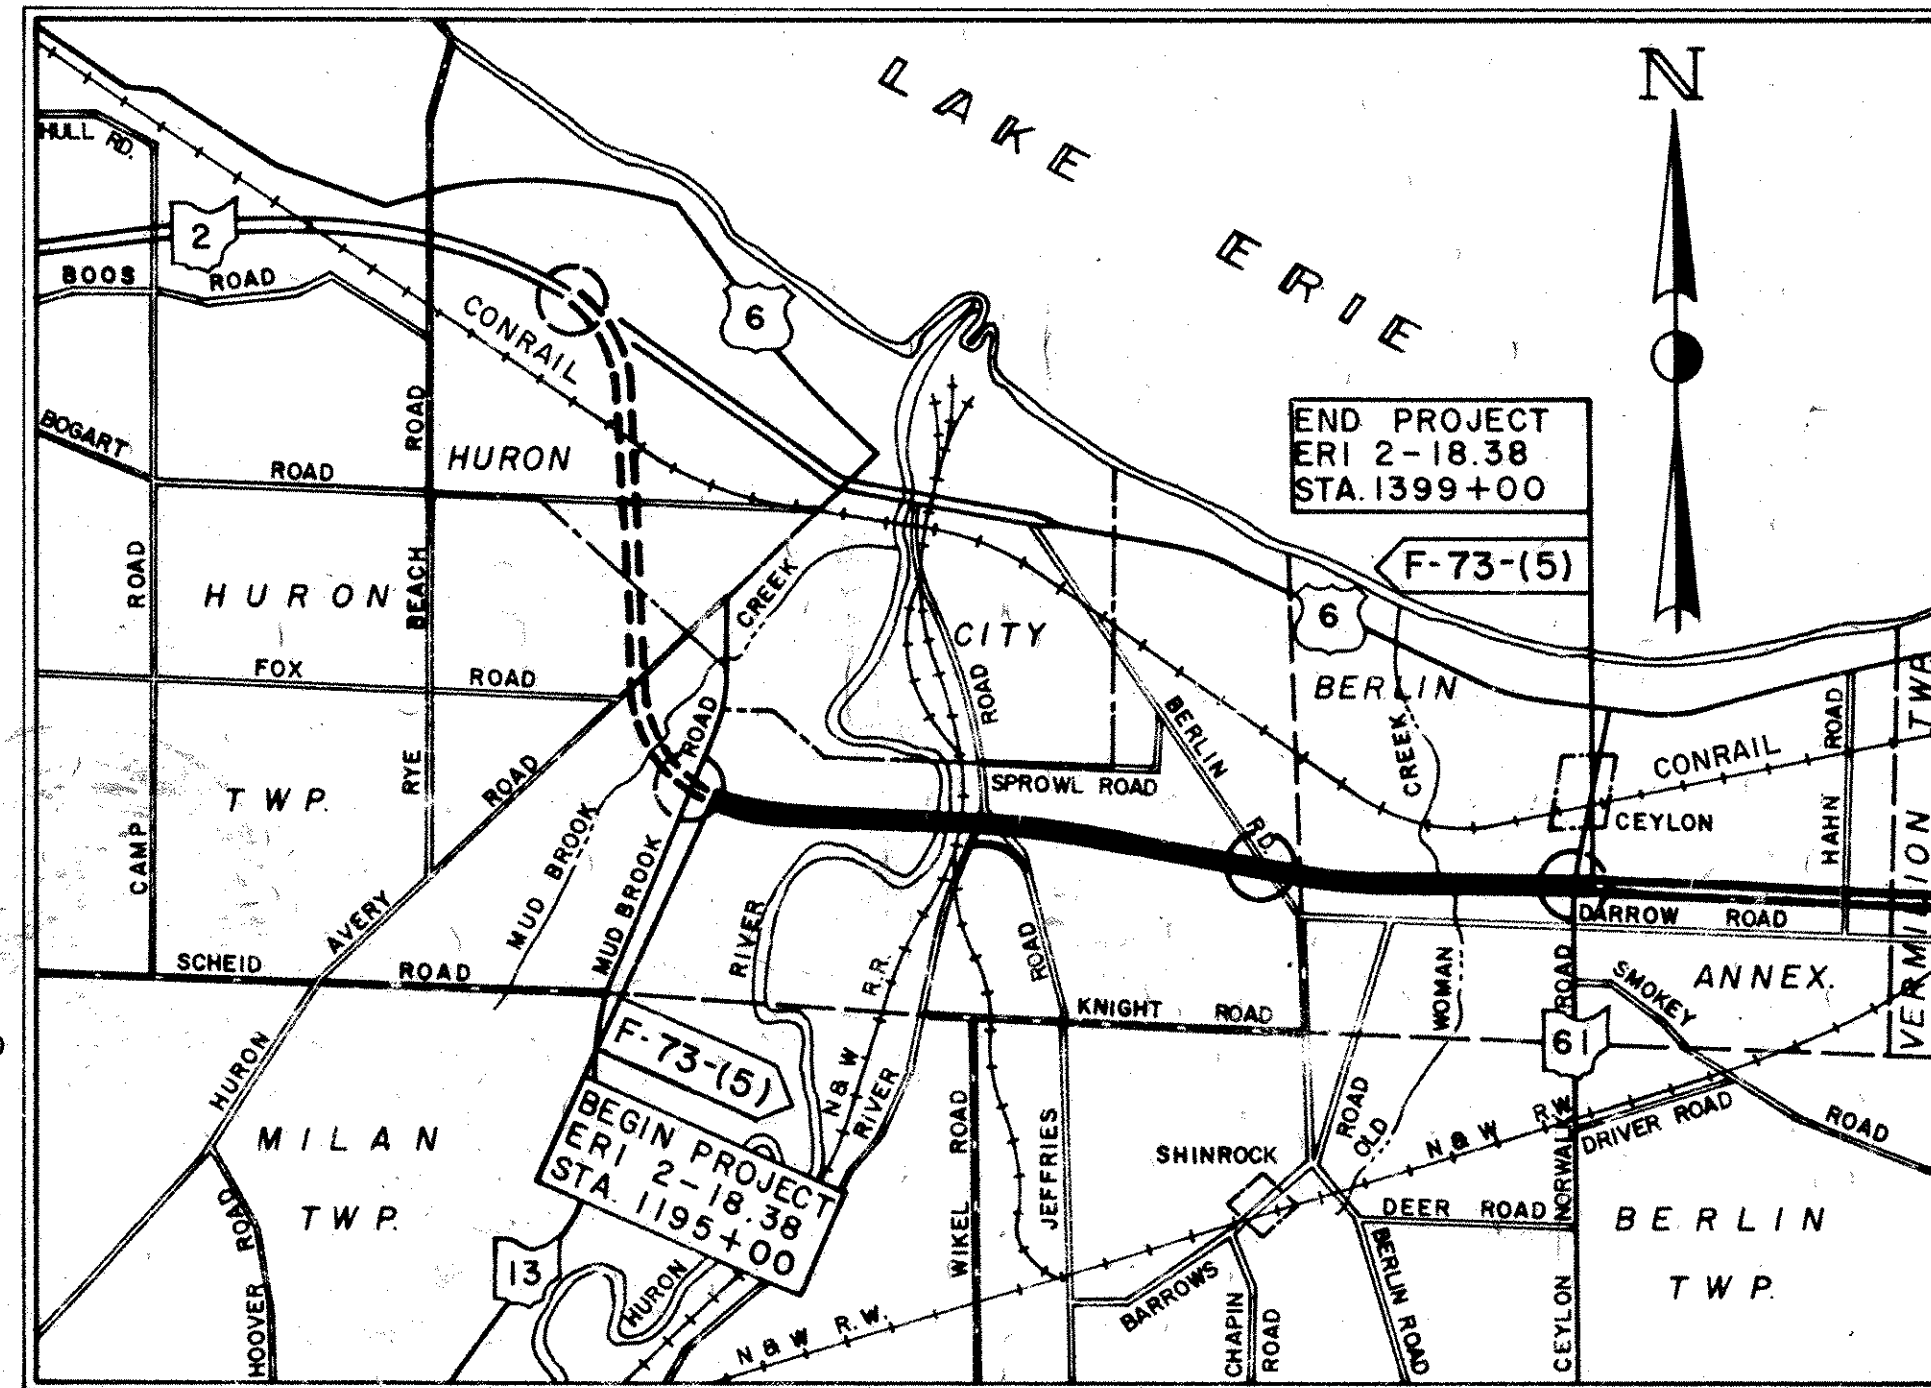 LAKE ERIE
N
HULL RD.
2
BOOS ROAD
CONRAIL
6
BOGART ROAD
ROAD
HURON
END PROJECT
ERI 2-18.38
STA. 1399+00
F-73-(5)
6
HURON
ROAD
BEACH
CREEK
CITY
FOX ROAD
ROAD
ROAD
BERLIN
CREEK
ROAD
TWP.
BERLIN
RD.
SPROWL ROAD
CONRAIL
CEYLON
HAHN
T W P.
RYE
ROAD
CAMP
MUD BROOK
MUD BROOK
AVERY
RIVER
R.R.
ROAD
DARROW ROAD
VERMILION
SCHEID ROAD
KNIGHT ROAD
WOMAN
ROAD
SMOKEY
ANNEX.
61
HURON
F-73-(5)
N & W
RIVER
BEGIN PROJECT
ERI 2-18.38
STA. 1195+00
MILAN
TWP.
ROAD
HOOVER
13
HURON
N & W R.W.
ROAD
WIKEL
JEFFRIES
SHINROCK
ROAD
OLD
N & W R.W.
DRIVER ROAD
ROAD
DEER ROAD
NORWALK
CEYLON
BERLIN
TWP.
BARROWS
CHAPIN
ROAD
BERLIN ROAD